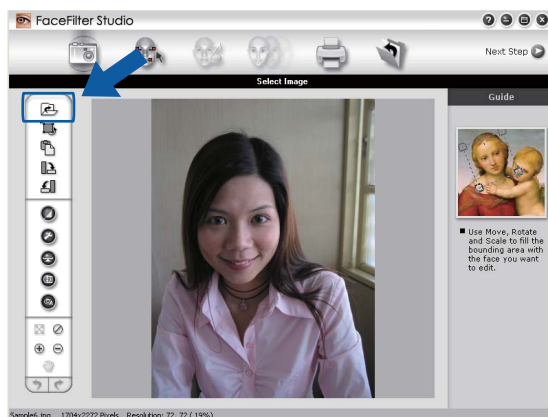 FaceFilter Studio
Next Step
Select Image
Guide
Use Move, Rotate
and Scale to fill the
bounding area with
the face you want
to edit.
Sample6.jpg 1704x2272 Pixels Resolution: 72, 72 ( 19%)